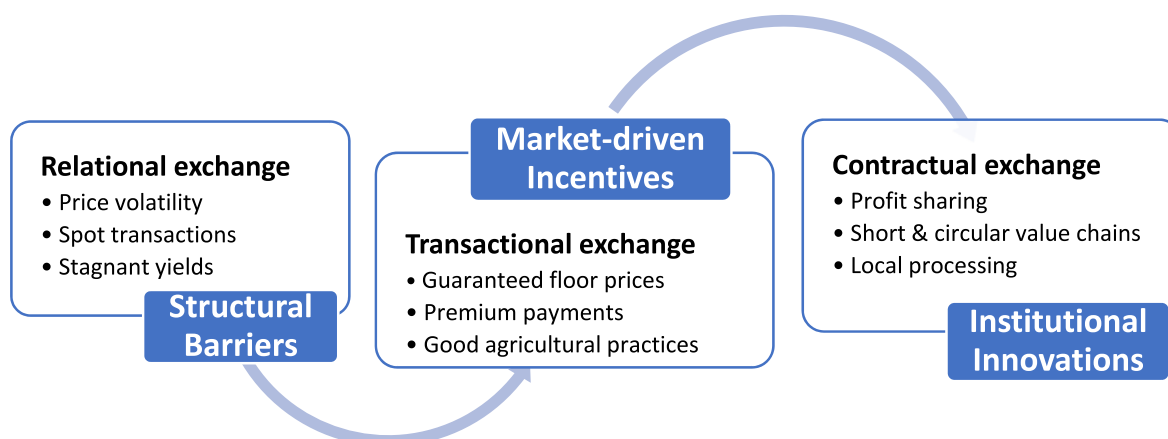 Relational exchange
• Price volatility
• Spot transactions
• Stagnant yields
Structural
Barriers
Market-driven
Incentives
Transactional exchange
• Guaranteed floor prices
• Premium payments
• Good agricultural practices
Contractual exchange
• Profit sharing
• Short & circular value chains
• Local processing
Institutional
Innovations